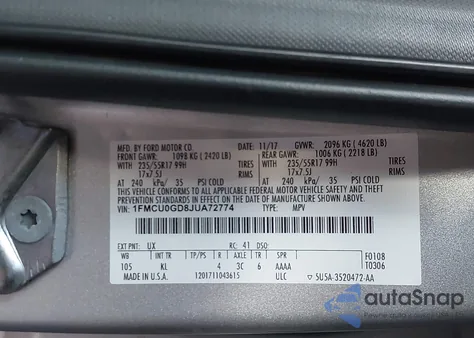 MFD. BY FORD MOTOR CO. 11/17 GVWR: 2096 KG ( 4620 LB)
FRONT GAWR: 1098 KG ( 2420 LB) REAR GAWR: 1006 KG ( 2218 LB)
WITH 235/55R17 99H TIRES WITH 235/55R17 99H TIRES
17x7.5J RIMS 17x7.5J RIMS
AT 240 kPa/ 35 PSI COLD AT 240 kPa/ 35 PSI COLD
THIS VEHICLE CONFORMS TO ALL APPLICABLE FEDERAL MOTOR VEHICLE SAFETY AND THEFT PREVENTION STANDARDS IN EFFECT ON THE DATE OF MANUFACTURE SHOWN ABOVE.
VIN: 1FMCU0GD8JUA72774 TYPE: MPV
EXT PNT: UX RC: 41 DSO:
WB INT TR TP/PS R AXLE TR SPR F0108
105 KL 4 3C 6 AAAA T0306
MADE IN U.S.A. 1201711043615 ULC 5U5A-3520472-AA
autoSnap